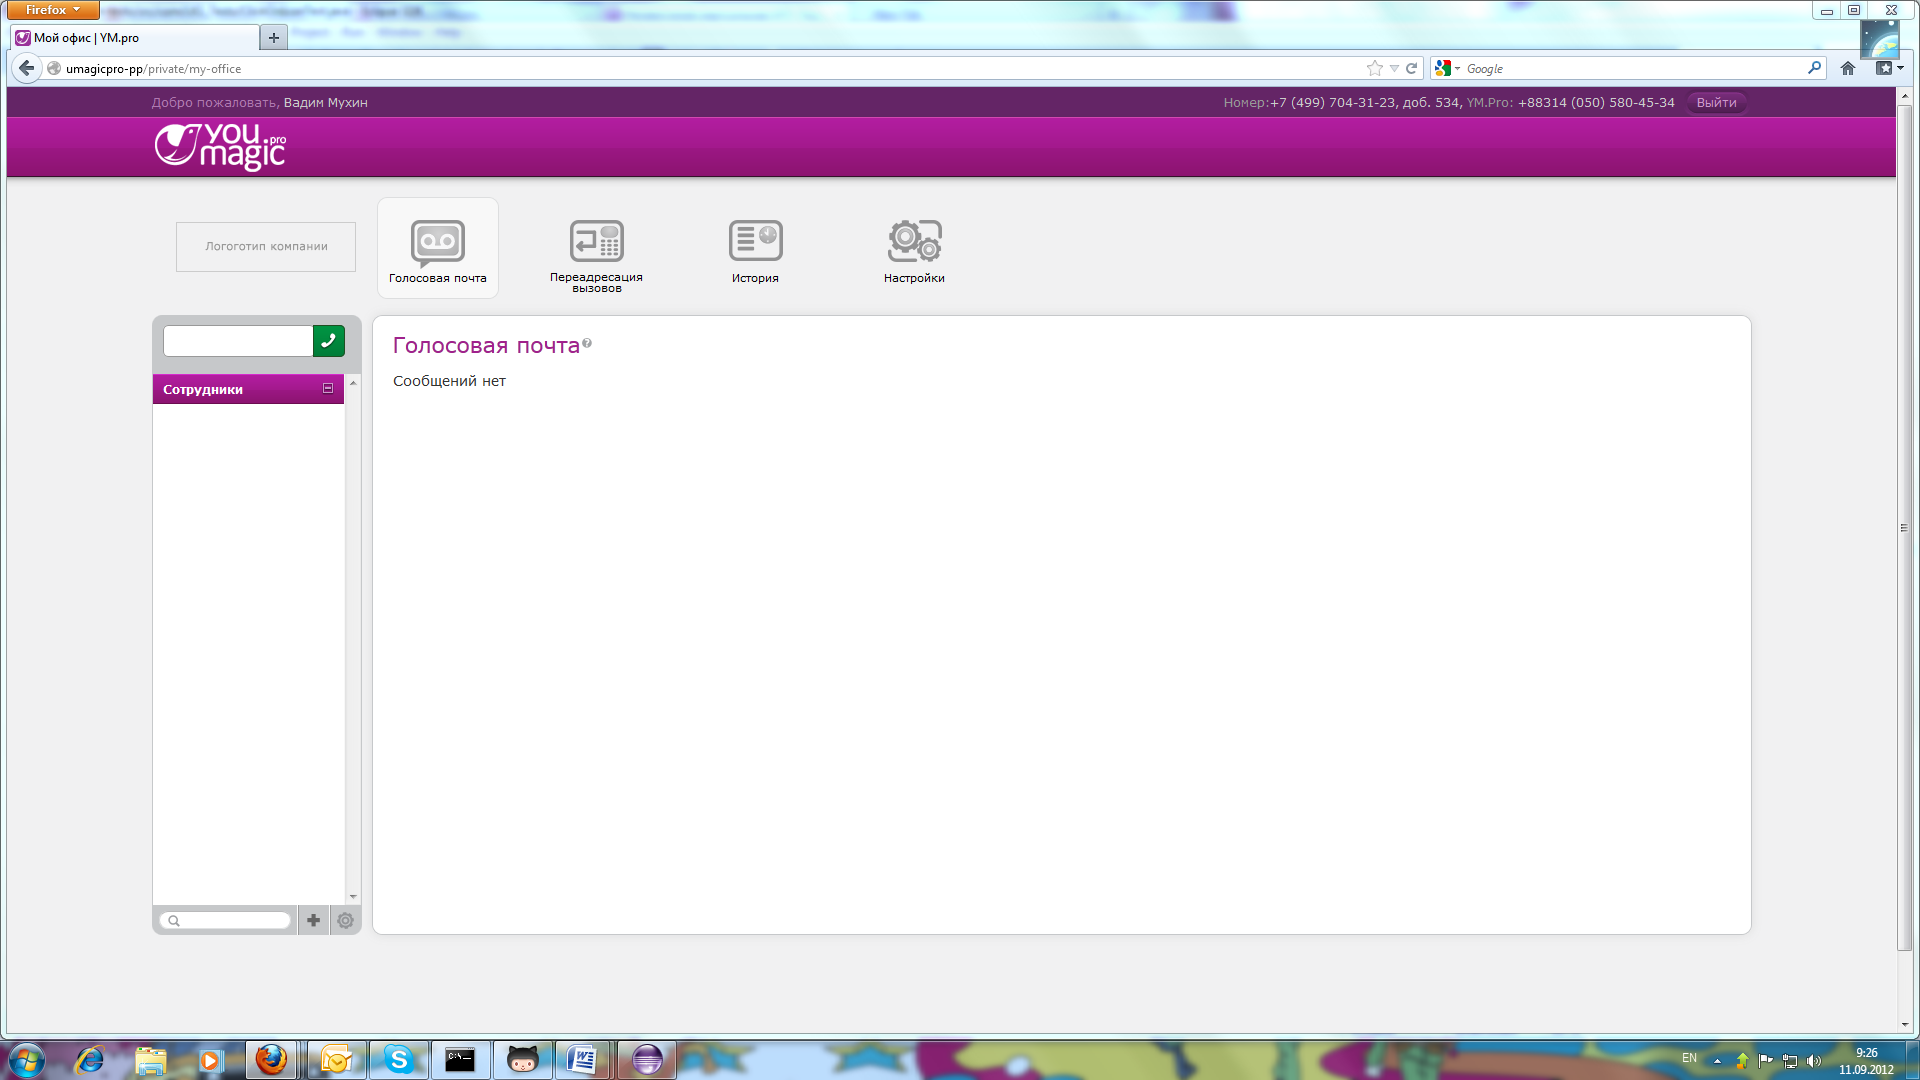 Firefox
Мой офис | YM.pro
umagicpro-pp/private/my-office
Google
Добро пожаловать, Вадим Мухин
Номер:+7 (499) 704-31-23, доб. 534, YM.Pro: +88314 (050) 580-45-34
Выйти
you
magic
.pro
Логоготип компании
Голосовая почта
Переадресация
вызовов
История
Настройки
Голосовая почта
Сообщений нет
Сотрудники
EN
9:26
11.09.2012